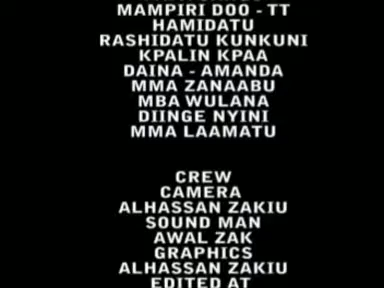 MAMPIRI DOO - TT
HAMIDATU
RASHIDATU KUNKUNI
KPALIN KPAA
DAINA - AMANDA
MMA ZANAABU
MBA WULANA
DIINGE NYINI
MMA LAAMATU
CREW
CAMERA
ALHASSAN ZAKIU
SOUND MAN
AWAL ZAK
GRAPHICS
ALHASSAN ZAKIU
EDITED AT